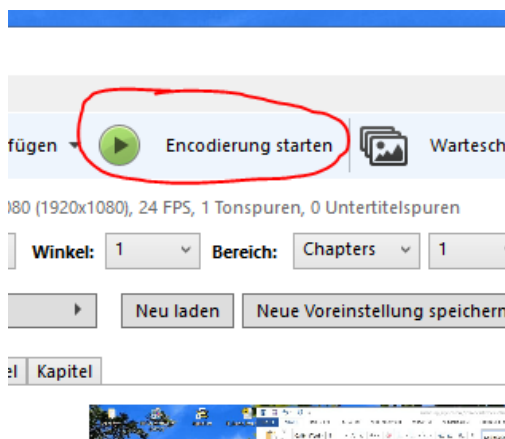 fügen Encodierung starten Wartesch
080 (1920x1080), 24 FPS, 1 Tonspuren, 0 Untertitelspuren
Winkel: 1 Bereich: Chapters 1
Neu laden Neue Voreinstellung speichern
el Kapitel